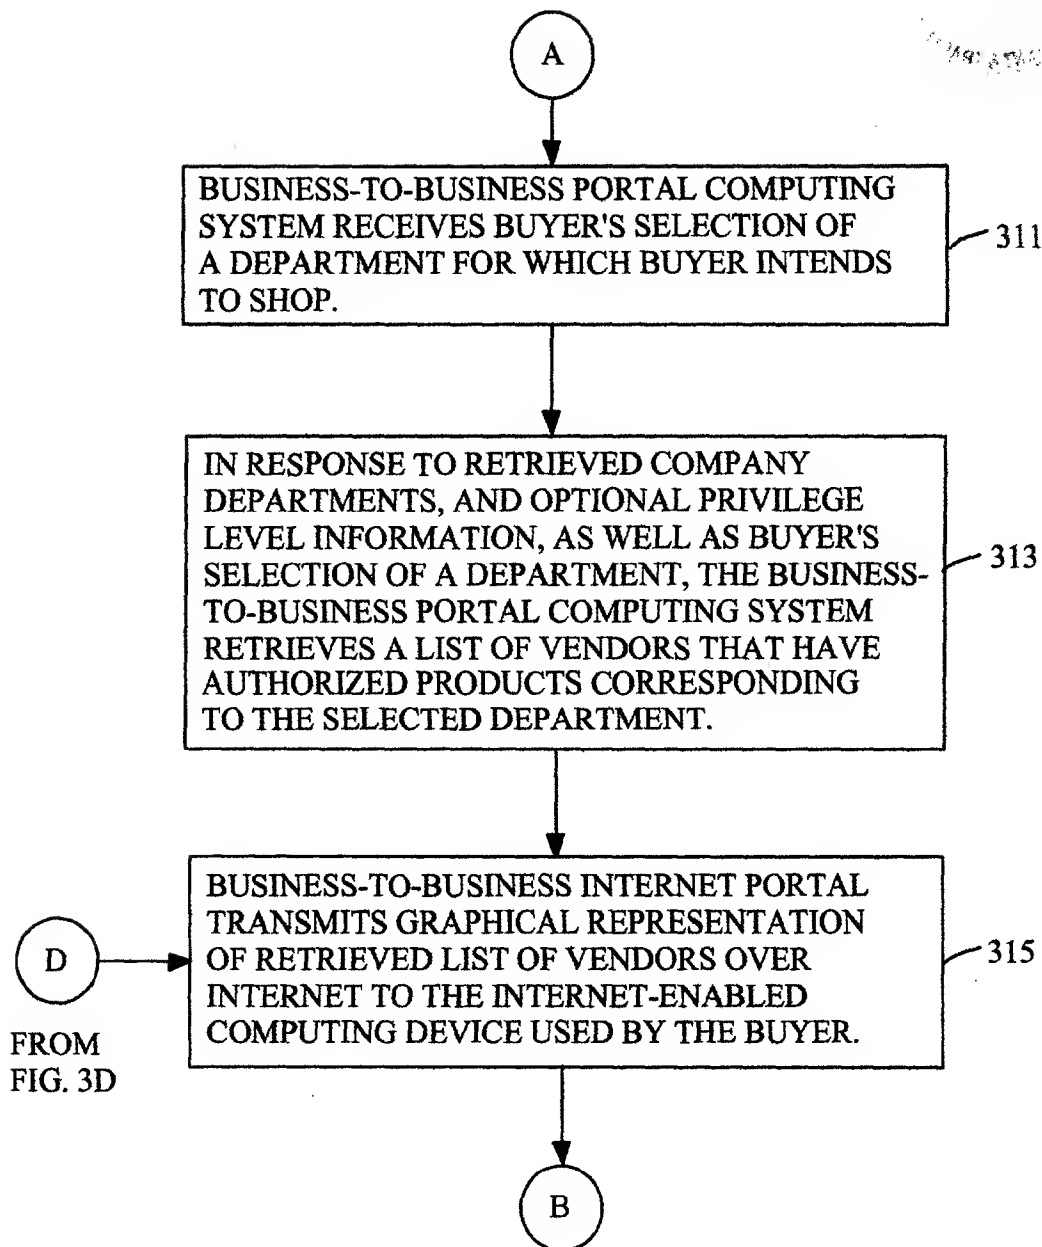 A
BUSINESS-TO-BUSINESS PORTAL COMPUTING
SYSTEM RECEIVES BUYER'S SELECTION OF
A DEPARTMENT FOR WHICH BUYER INTENDS
TO SHOP.
311
IN RESPONSE TO RETRIEVED COMPANY
DEPARTMENTS, AND OPTIONAL PRIVILEGE
LEVEL INFORMATION, AS WELL AS BUYER'S
SELECTION OF A DEPARTMENT, THE BUSINESS-
TO-BUSINESS PORTAL COMPUTING SYSTEM
RETRIEVES A LIST OF VENDORS THAT HAVE
AUTHORIZED PRODUCTS CORRESPONDING
TO THE SELECTED DEPARTMENT.
313
BUSINESS-TO-BUSINESS INTERNET PORTAL
TRANSMITS GRAPHICAL REPRESENTATION
OF RETRIEVED LIST OF VENDORS OVER
INTERNET TO THE INTERNET-ENABLED
COMPUTING DEVICE USED BY THE BUYER.
315
D
FROM
FIG. 3D
B